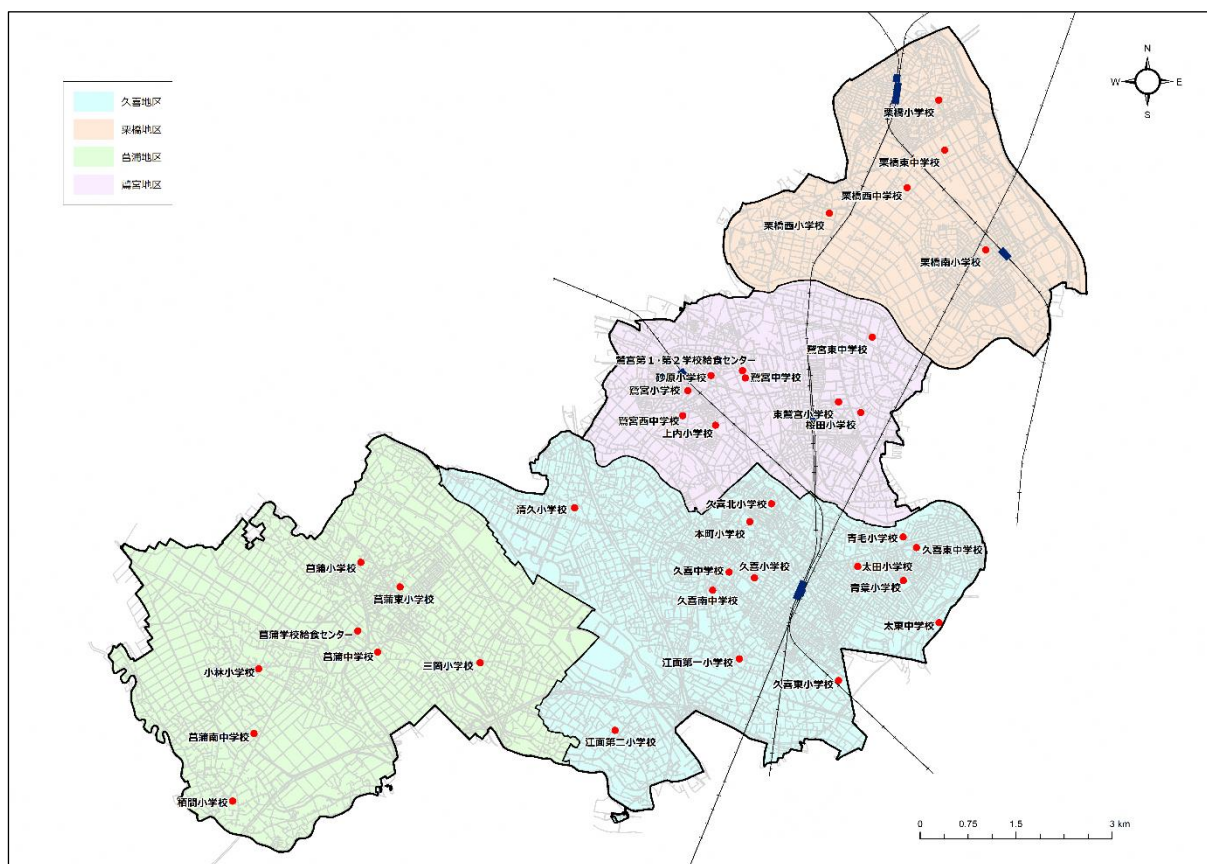 久喜地区
栗橋地区
菖蒲地区
鷲宮地区
N
W
E
S
栗橋小学校
栗橋東中学校
栗橋西中学校
栗橋西小学校
栗橋南小学校
鷲宮東中学校
鷲宮第1・第2学校給食センター
砂原小学校
鷲宮中学校
鷲宮小学校
東鷲宮小学校
鷲宮西中学校
桜田小学校
上内小学校
清久小学校
久喜北小学校
本町小学校
青毛小学校
久喜東中学校
久喜中学校
久喜小学校
太田小学校
青葉小学校
久喜南中学校
菖蒲小学校
菖蒲東小学校
太東中学校
菖蒲学校給食センター
菖蒲中学校
三箇小学校
江面第一小学校
小林小学校
久喜東小学校
菖蒲南中学校
江面第二小学校
栢間小学校
0 0.75 1.5 3 km